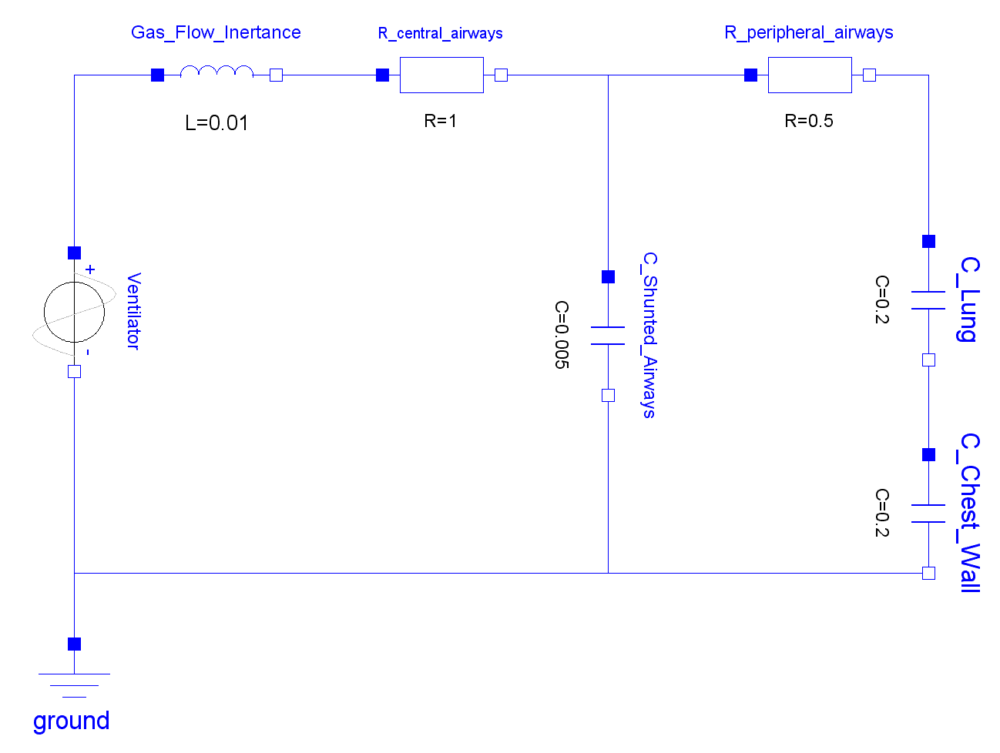 Gas_Flow_Inertance
R_central_airways
R_peripheral_airways
L=0.01
R=1
R=0.5
+
Ventilator
-
C_Shunted_Airways
C=0.005
C_Lung
C=0.2
C_Chest_Wall
C=0.2
ground